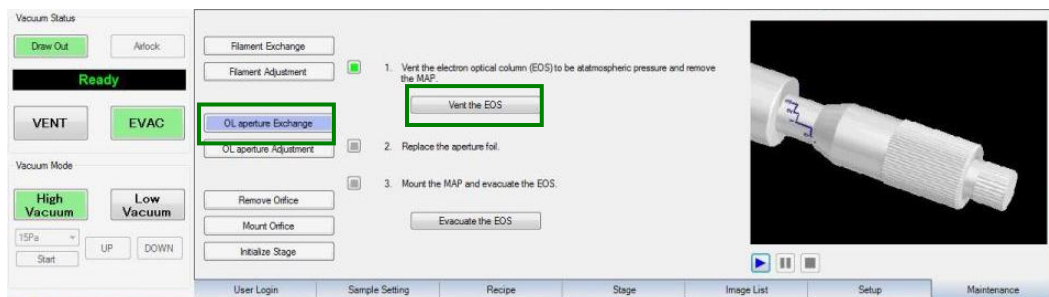 Vacuum Status
Draw Out
Airlock
Ready
VENT
EVAC
Vacuum Mode
High
Vacuum
Low
Vacuum
15Pa
Start
UP
DOWN
Filament Exchange
Filament Adjustment
OL aperture Exchange
OL aperture Adjustment
Remove Orifice
Mount Orifice
Initialize Stage
1. Vent the electron optical column (EOS) to be atatmospheric pressure and remove
the MAP.
Vent the EOS
2. Replace the aperture foil.
3. Mount the MAP and evacuate the EOS.
Evacuate the EOS
User Login
Sample Setting
Recipe
Stage
Image List
Setup
Maintenance